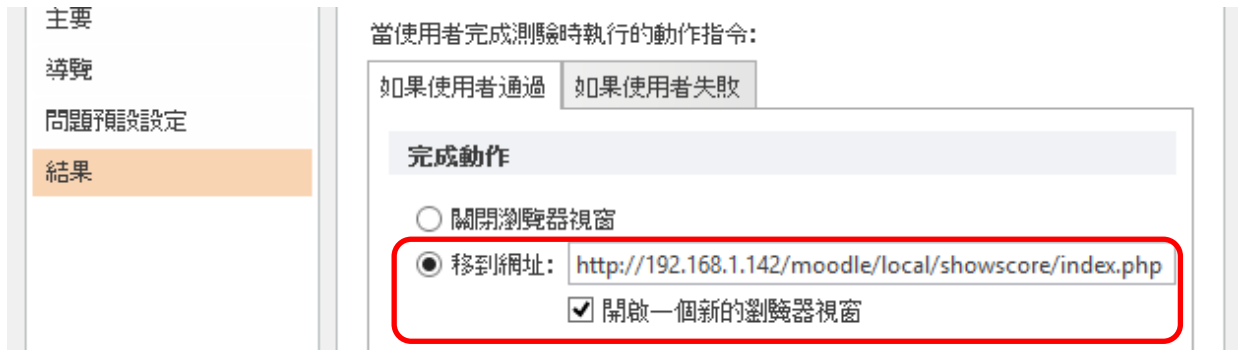 主要
導覽
問題預設設定
結果
當使用者完成測驗時執行的動作指令:
如果使用者通過 如果使用者失敗
完成動作
關閉瀏覽器視窗
移到網址: http://192.168.1.142/moodle/local/showscore/index.php
開啟一個新的瀏覽器視窗